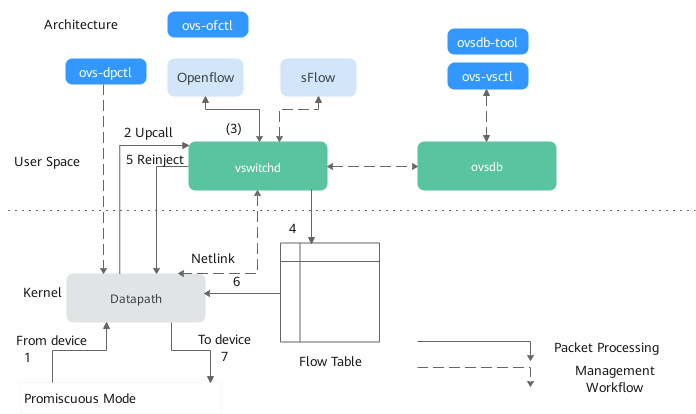 Architecture
ovs-ofctl
ovsdb-tool
ovs-dpctl
Openflow
sFlow
ovs-vsctl
2 Upcall
(3)
User Space
5 Reinject
vswitchd
ovsdb
4
Netlink
6
Kernel
Datapath
From device
1
To device
7
Flow Table
Packet Processing
Management
Workflow
Promiscuous Mode